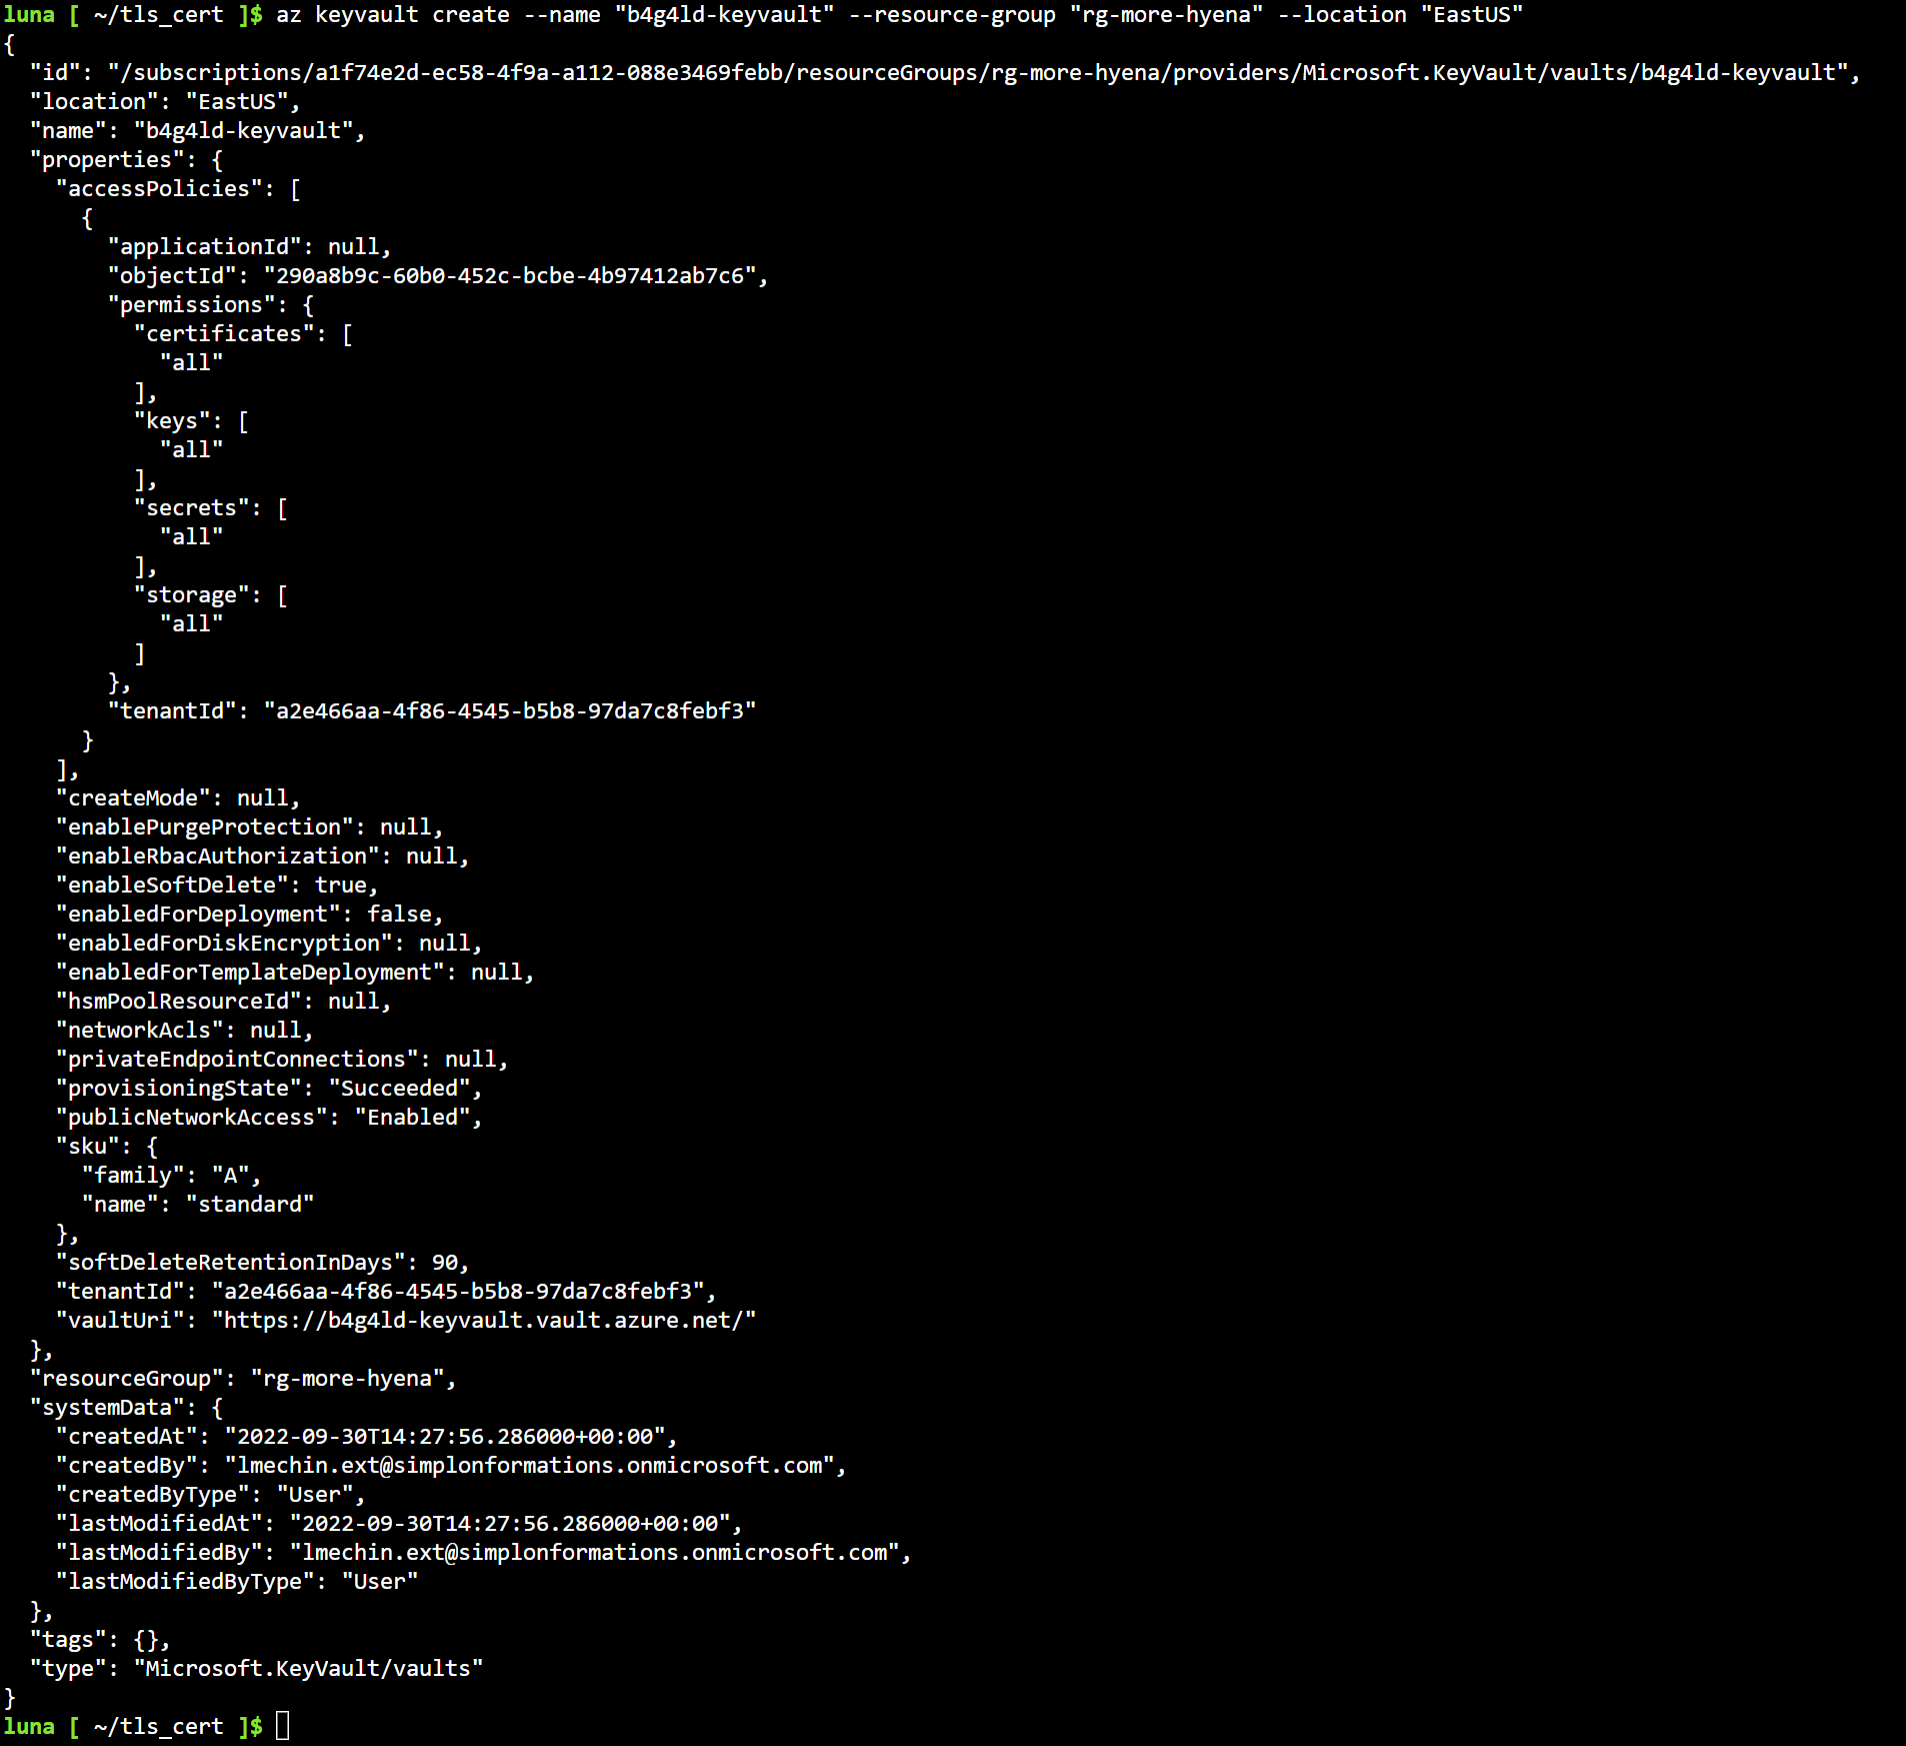 luna [ ~/tls_cert ]$ az keyvault create --name "b4g4ld-keyvault" --resource-group "rg-more-hyena" --location "EastUS"
{
  "id": "/subscriptions/a1f74e2d-ec58-4f9a-a112-088e3469febb/resourceGroups/rg-more-hyena/providers/Microsoft.KeyVault/vaults/b4g4ld-keyvault",
  "location": "EastUS",
  "name": "b4g4ld-keyvault",
  "properties": {
    "accessPolicies": [
      {
        "applicationId": null,
        "objectId": "290a8b9c-60b0-452c-bcbe-4b97412ab7c6",
        "permissions": {
          "certificates": [
            "all"
          ],
          "keys": [
            "all"
          ],
          "secrets": [
            "all"
          ],
          "storage": [
            "all"
          ]
        },
        "tenantId": "a2e466aa-4f86-4545-b5b8-97da7c8febf3"
      }
    ],
    "createMode": null,
    "enablePurgeProtection": null,
    "enableRbacAuthorization": null,
    "enableSoftDelete": true,
    "enabledForDeployment": false,
    "enabledForDiskEncryption": null,
    "enabledForTemplateDeployment": null,
    "hsmPoolResourceId": null,
    "networkAcls": null,
    "privateEndpointConnections": null,
    "provisioningState": "Succeeded",
    "publicNetworkAccess": "Enabled",
    "sku": {
      "family": "A",
      "name": "standard"
    },
    "softDeleteRetentionInDays": 90,
    "tenantId": "a2e466aa-4f86-4545-b5b8-97da7c8febf3",
    "vaultUri": "https://b4g4ld-keyvault.vault.azure.net/"
  },
  "resourceGroup": "rg-more-hyena",
  "systemData": {
    "createdAt": "2022-09-30T14:27:56.286000+00:00",
    "createdBy": "lmechin.ext@simplonformations.onmicrosoft.com",
    "createdByType": "User",
    "lastModifiedAt": "2022-09-30T14:27:56.286000+00:00",
    "lastModifiedBy": "lmechin.ext@simplonformations.onmicrosoft.com",
    "lastModifiedByType": "User"
  },
  "tags": {},
  "type": "Microsoft.KeyVault/vaults"
}
luna [ ~/tls_cert ]$